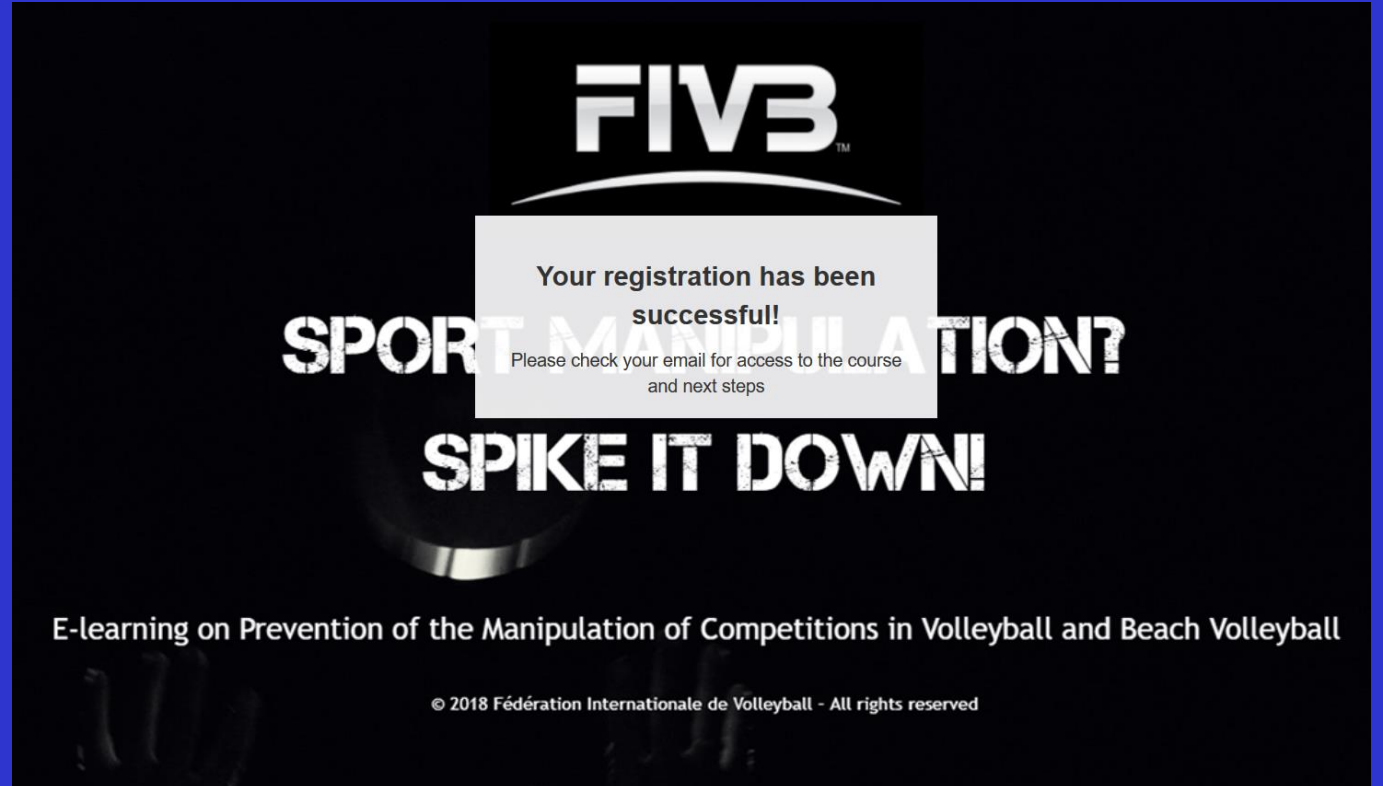 FIVB
TM
Your registration has been
successful!
SPORT MANIPULATION?
Please check your email for access to the course
and next steps
SPIKE IT DOWN!
E-learning on Prevention of the Manipulation of Competitions in Volleyball and Beach Volleyball
© 2018 Fédération Internationale de Volleyball - All rights reserved